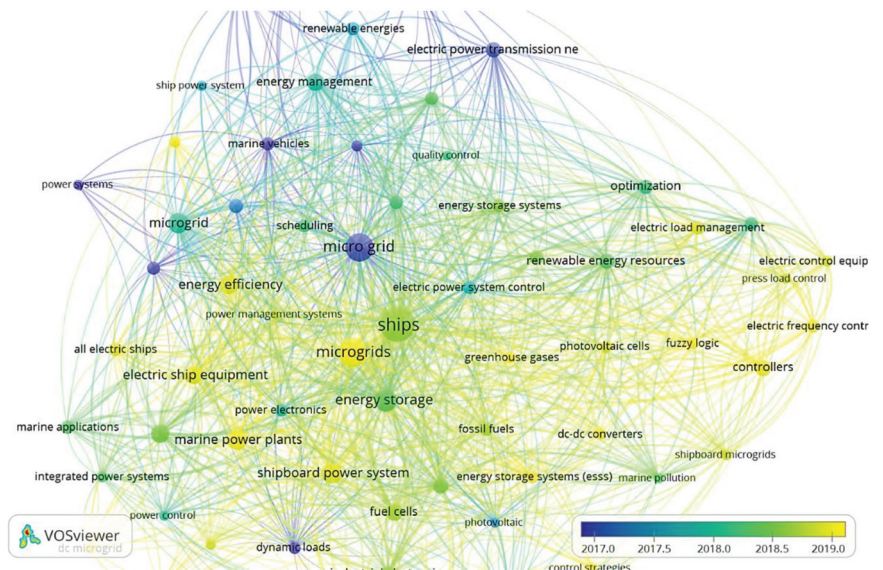 renewable energies
electric power transmission ne
ship power system
energy management
marine vehicles
quality control
power systems
optimization
energy storage systems
microgrid
scheduling
electric load management
micro grid
renewable energy resources
electric control equip
press load control
energy efficiency
electric power system control
power management systems
ships
electric frequency contr
all electric ships
microgrids
greenhouse gases
photovoltaic cells
fuzzy logic
controllers
electric ship equipment
energy storage
power electronics
marine applications
marine power plants
fossil fuels
dc-dc converters
shipboard microgrids
integrated power systems
shipboard power system
energy storage systems (esss)
marine pollution
power control
fuel cells
photovoltaic
VOSviewer
dc microgrid
dynamic loads
2017.0 2017.5 2018.0 2018.5 2019.0
control strategies